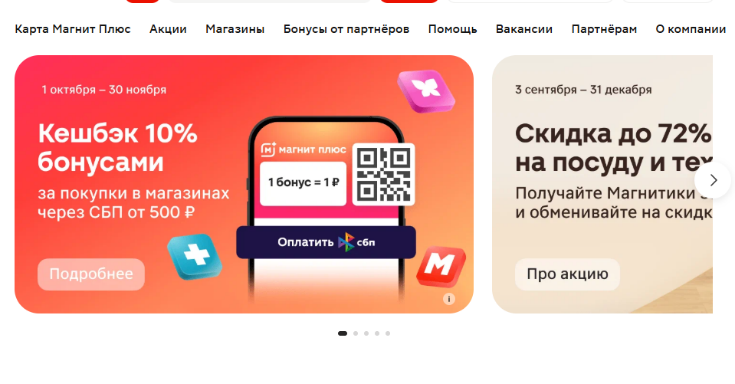 Карта Магнит Плюс Акции Магазины Бонусы от партнёров Помощь Вакансии Партнёрам О компании
1 октября – 30 ноября
Кешбэк 10%
бонусами
за покупки в магазинах
через СБП от 500 ₽
Подробнее
магнит плюс
1 бонус = 1 ₽
Оплатить сбп
М
i
3 сентября – 31 декабря
Скидка до 72%
на посуду и тех
Получайте Магнитики
и обменивайте на скидк
Про акцию